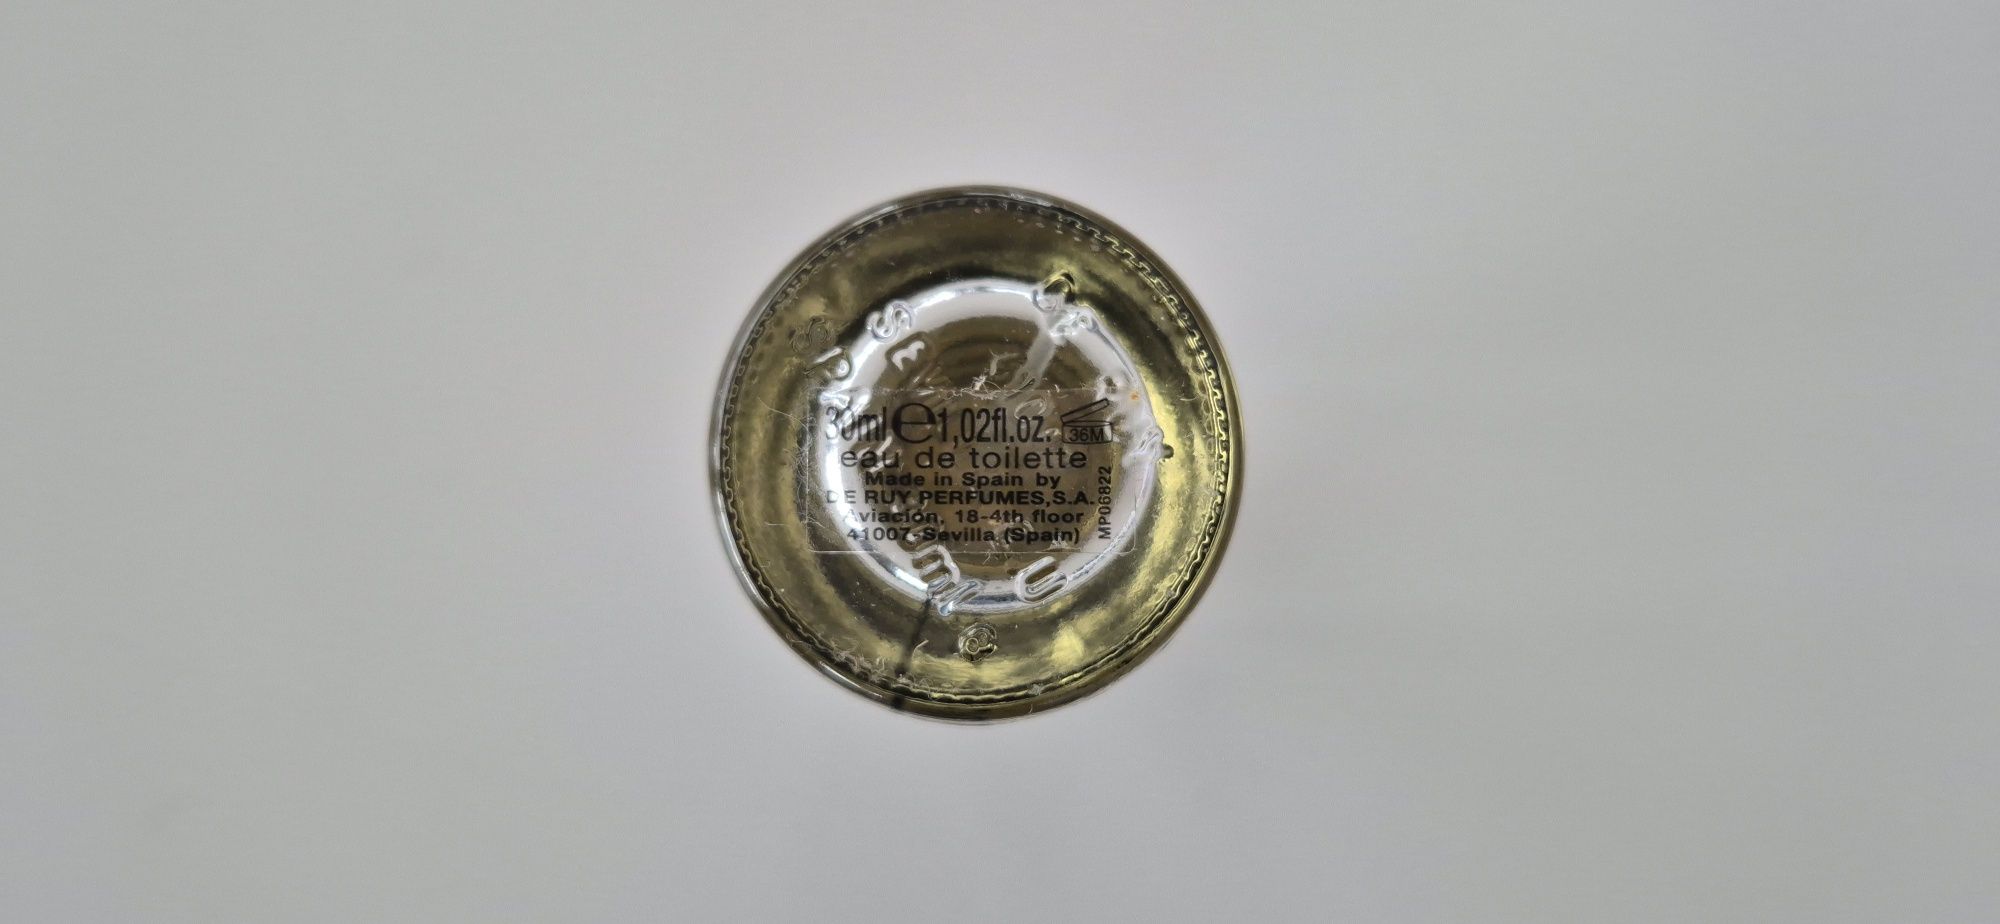 30ml e 1,02fl.oz.
36M
eau de toilette
Made in Spain by
DE RUY PERFUMES,S.A.
Aviación, 18-4th floor
41007-Sevilla (Spain)
MP06822